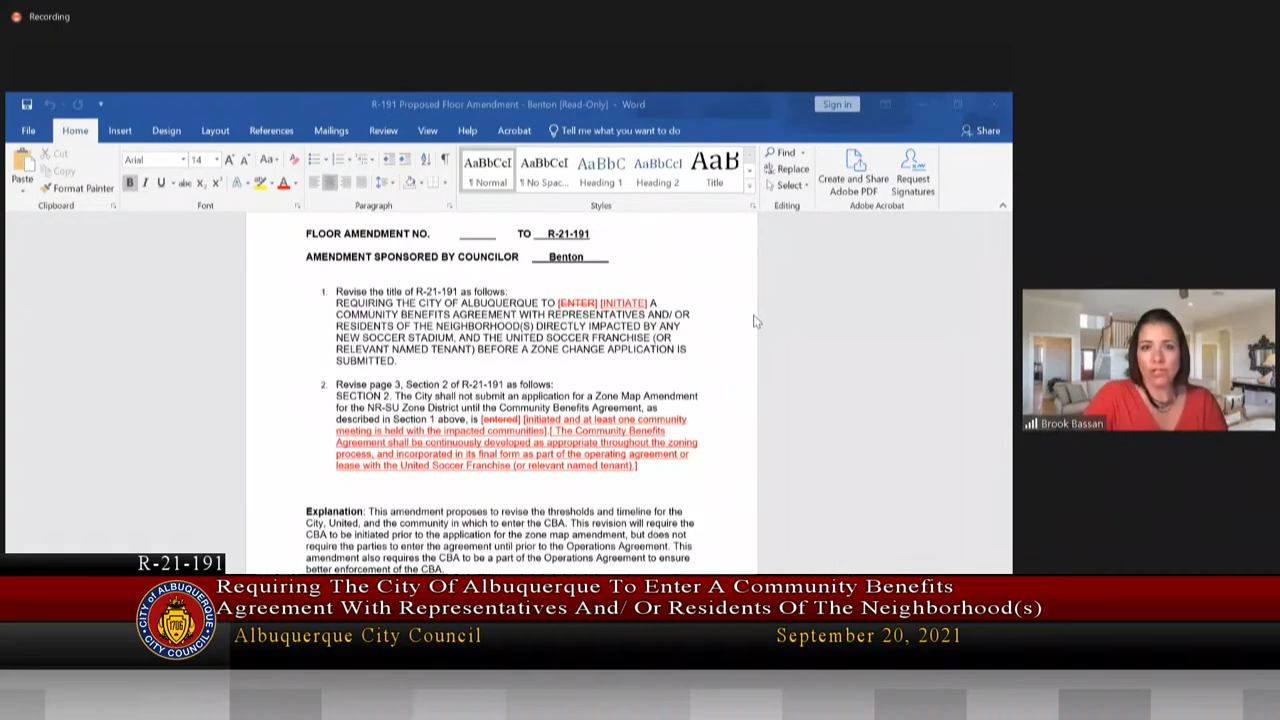 Recording
R-191 Proposed Floor Amendment - Benton [Read-Only] - Word
Sign in
File Home Insert Design Layout References Mailings Review View Help Acrobat Tell me what you want to do Share
Paste
Cut
Copy
Format Painter
Clipboard
Arial 14
Font
Paragraph
AaBbCcI AaBbCcI AaBbC AaBbCcI AaB
¶ Normal ¶ No Spac... Heading 1 Heading 2 Title
Styles
Find
Replace
Select
Editing
Create and Share
Adobe PDF
Request
Signatures
Adobe Acrobat
FLOOR AMENDMENT NO. ______ TO R-21-191
AMENDMENT SPONSORED BY COUNCILOR Benton
1. Revise the title of R-21-191 as follows:
REQUIRING THE CITY OF ALBUQUERQUE TO [ENTER] [INITIATE] A
COMMUNITY BENEFITS AGREEMENT WITH REPRESENTATIVES AND/ OR
RESIDENTS OF THE NEIGHBORHOOD(S) DIRECTLY IMPACTED BY ANY
NEW SOCCER STADIUM, AND THE UNITED SOCCER FRANCHISE (OR
RELEVANT NAMED TENANT) BEFORE A ZONE CHANGE APPLICATION IS
SUBMITTED.
2. Revise page 3, Section 2 of R-21-191 as follows:
SECTION 2. The City shall not submit an application for a Zone Map Amendment
for the NR-SU Zone District until the Community Benefits Agreement, as
described in Section 1 above, is [entered] [initiated and at least one community
meeting is held with the impacted communities].[ The Community Benefits
Agreement shall be continuously developed as appropriate throughout the zoning
process, and incorporated in its final form as part of the operating agreement or
lease with the United Soccer Franchise (or relevant named tenant).]
Explanation: This amendment proposes to revise the thresholds and timeline for the
City, United, and the community in which to enter the CBA. This revision will require the
CBA to be initiated prior to the application for the zone map amendment, but does not
require the parties to enter the agreement until prior to the Operations Agreement. This
amendment also requires the CBA to be a part of the Operations Agreement to ensure
better enforcement of the CBA.
Brook Bassan
R-21-191
Requiring The City Of Albuquerque To Enter A Community Benefits
Agreement With Representatives And/ Or Residents Of The Neighborhood(s)
CITY of ALBUQUERQUE
1706
CITY COUNCIL
Albuquerque City Council September 20, 2021